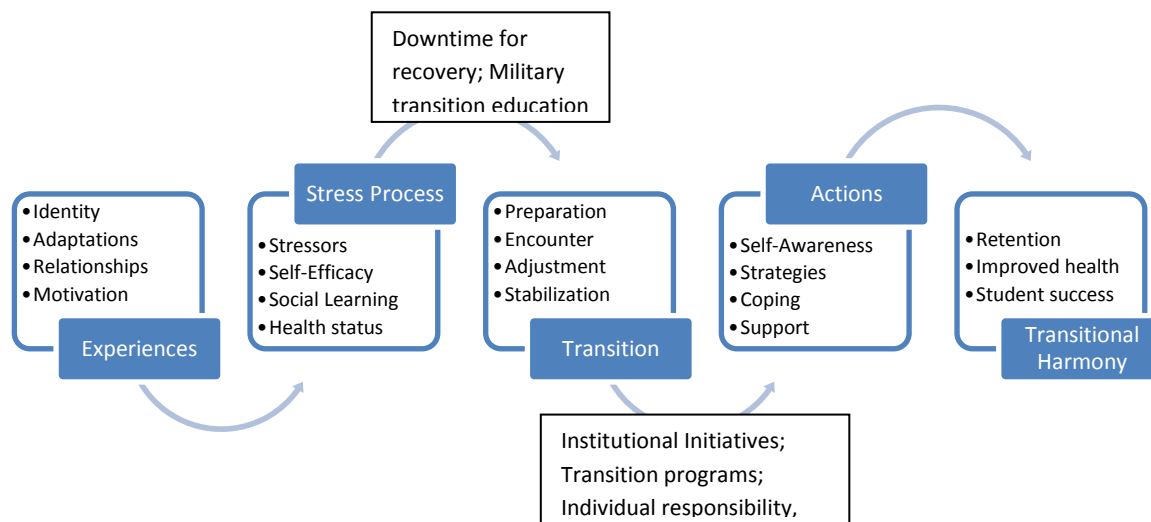 Downtime for
recovery; Military
transition education
Experiences
•Identity
•Adaptations
•Relationships
•Motivation
Stress Process
•Stressors
•Self-Efficacy
•Social Learning
•Health status
Transition
•Preparation
•Encounter
•Adjustment
•Stabilization
Actions
•Self-Awareness
•Strategies
•Coping
•Support
Transitional
Harmony
•Retention
•Improved health
•Student success
Institutional Initiatives;
Transition programs;
Individual responsibility,